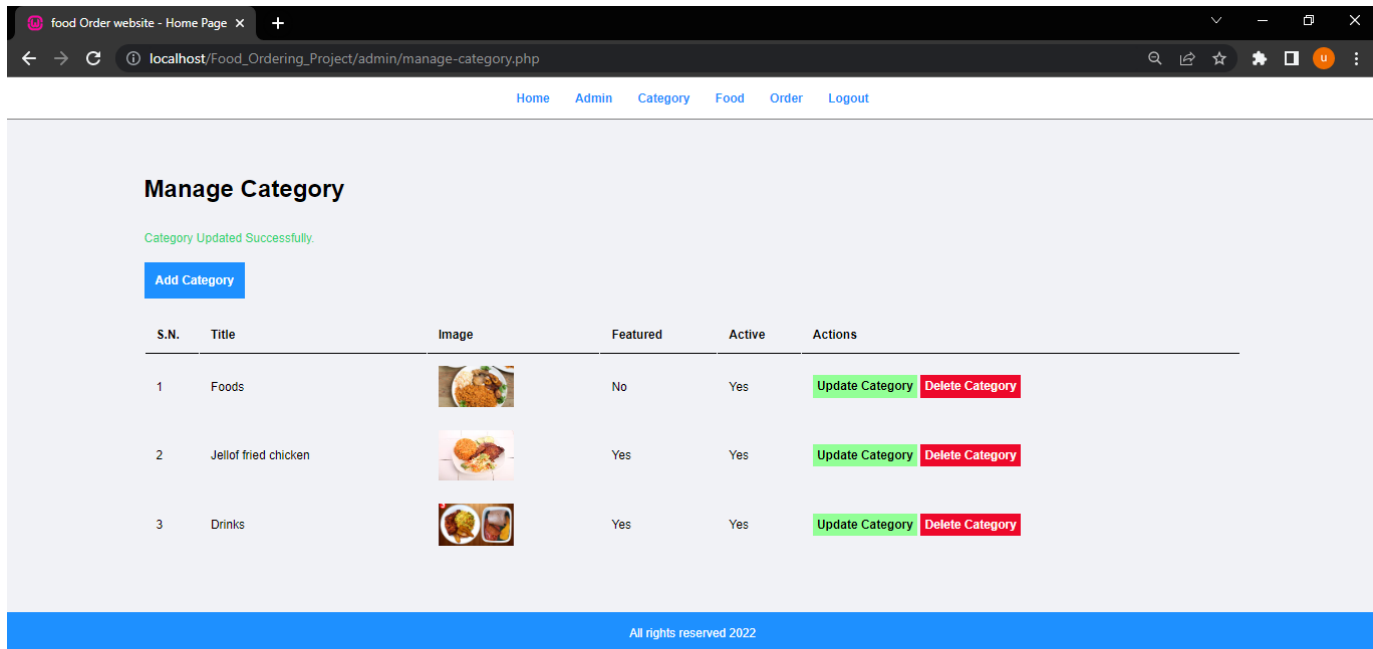 food Order website - Home Page
localhost/Food_Ordering_Project/admin/manage-category.php
u
Home Admin Category Food Order Logout
Manage Category
Category Updated Successfully.
Add Category
S.N. Title Image Featured Active Actions
1 Foods No Yes Update Category Delete Category
2 Jellof fried chicken Yes Yes Update Category Delete Category
3 Drinks Yes Yes Update Category Delete Category
All rights reserved 2022